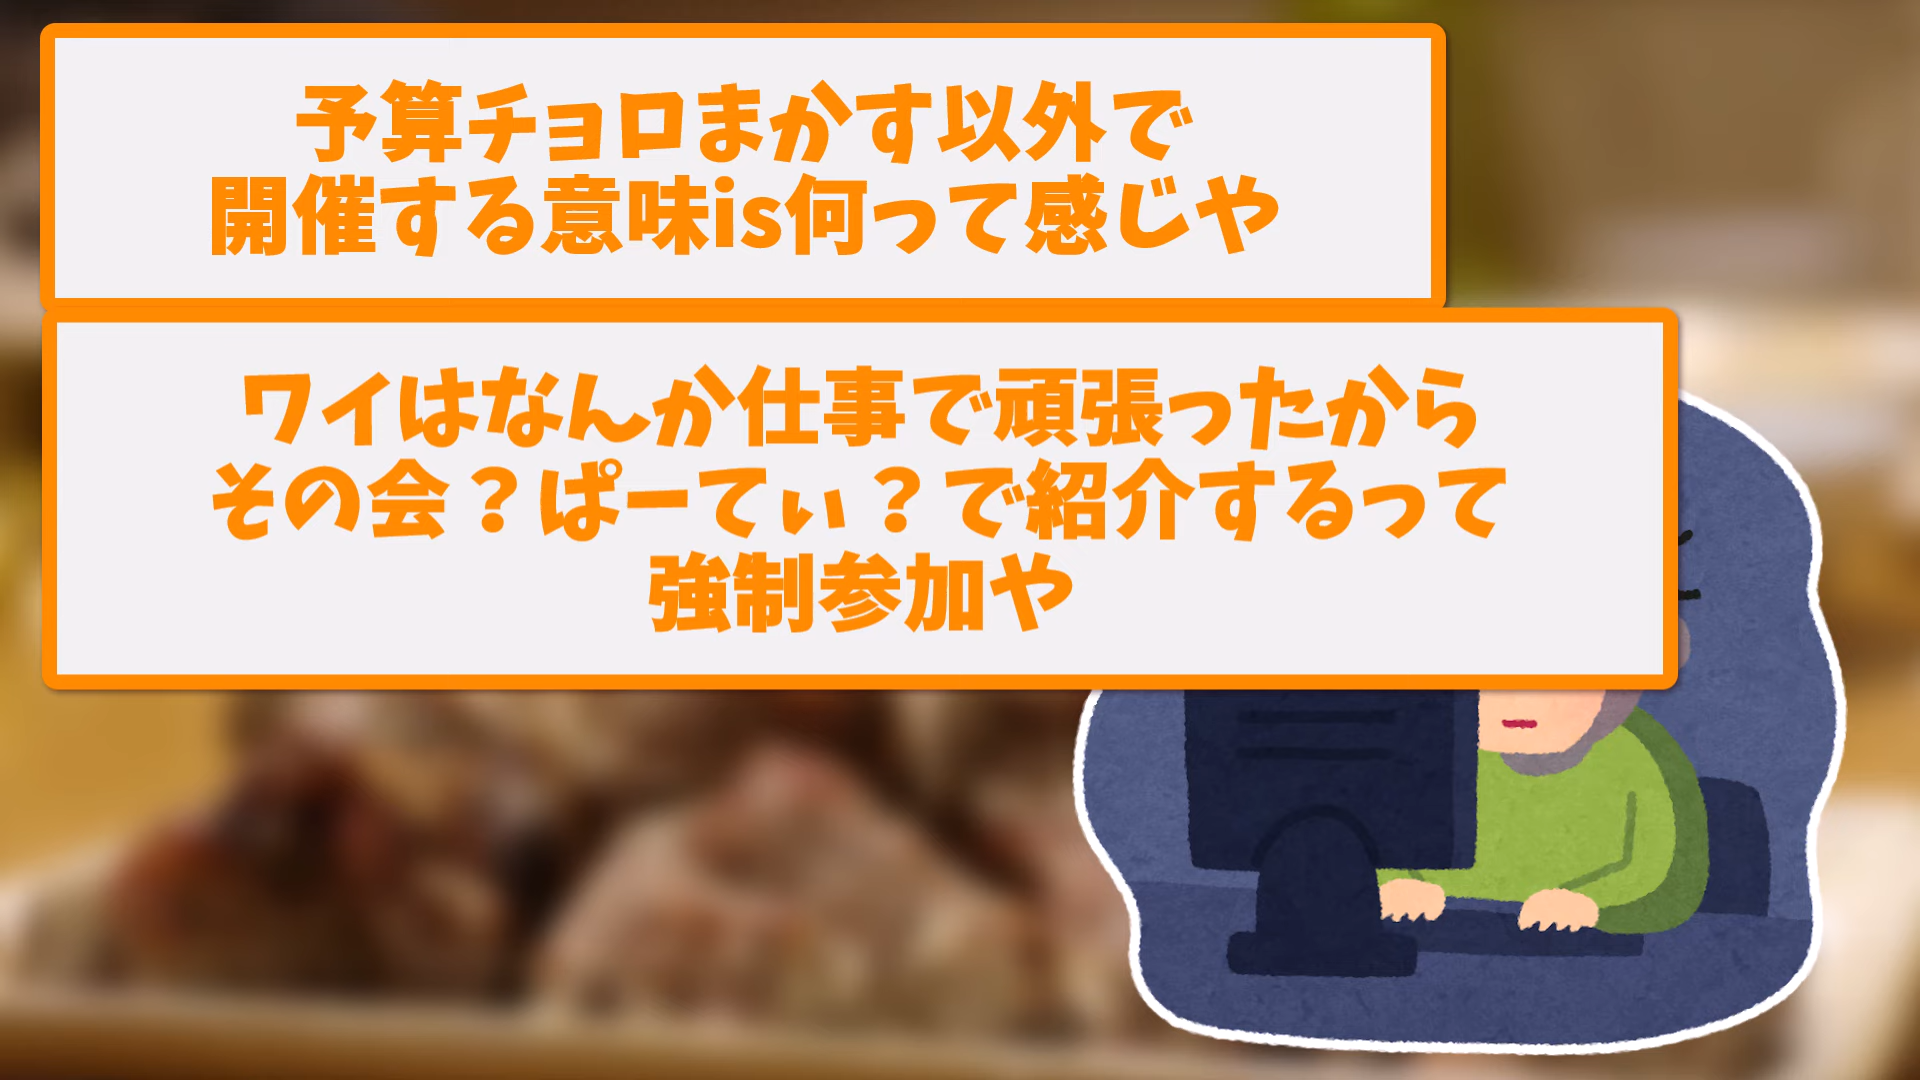 予算チョロまかす以外で
開催する意味is何って感じや
ワイはなんか仕事で頑張ったから
その会？ぱーてぃ？で紹介するって
強制参加や